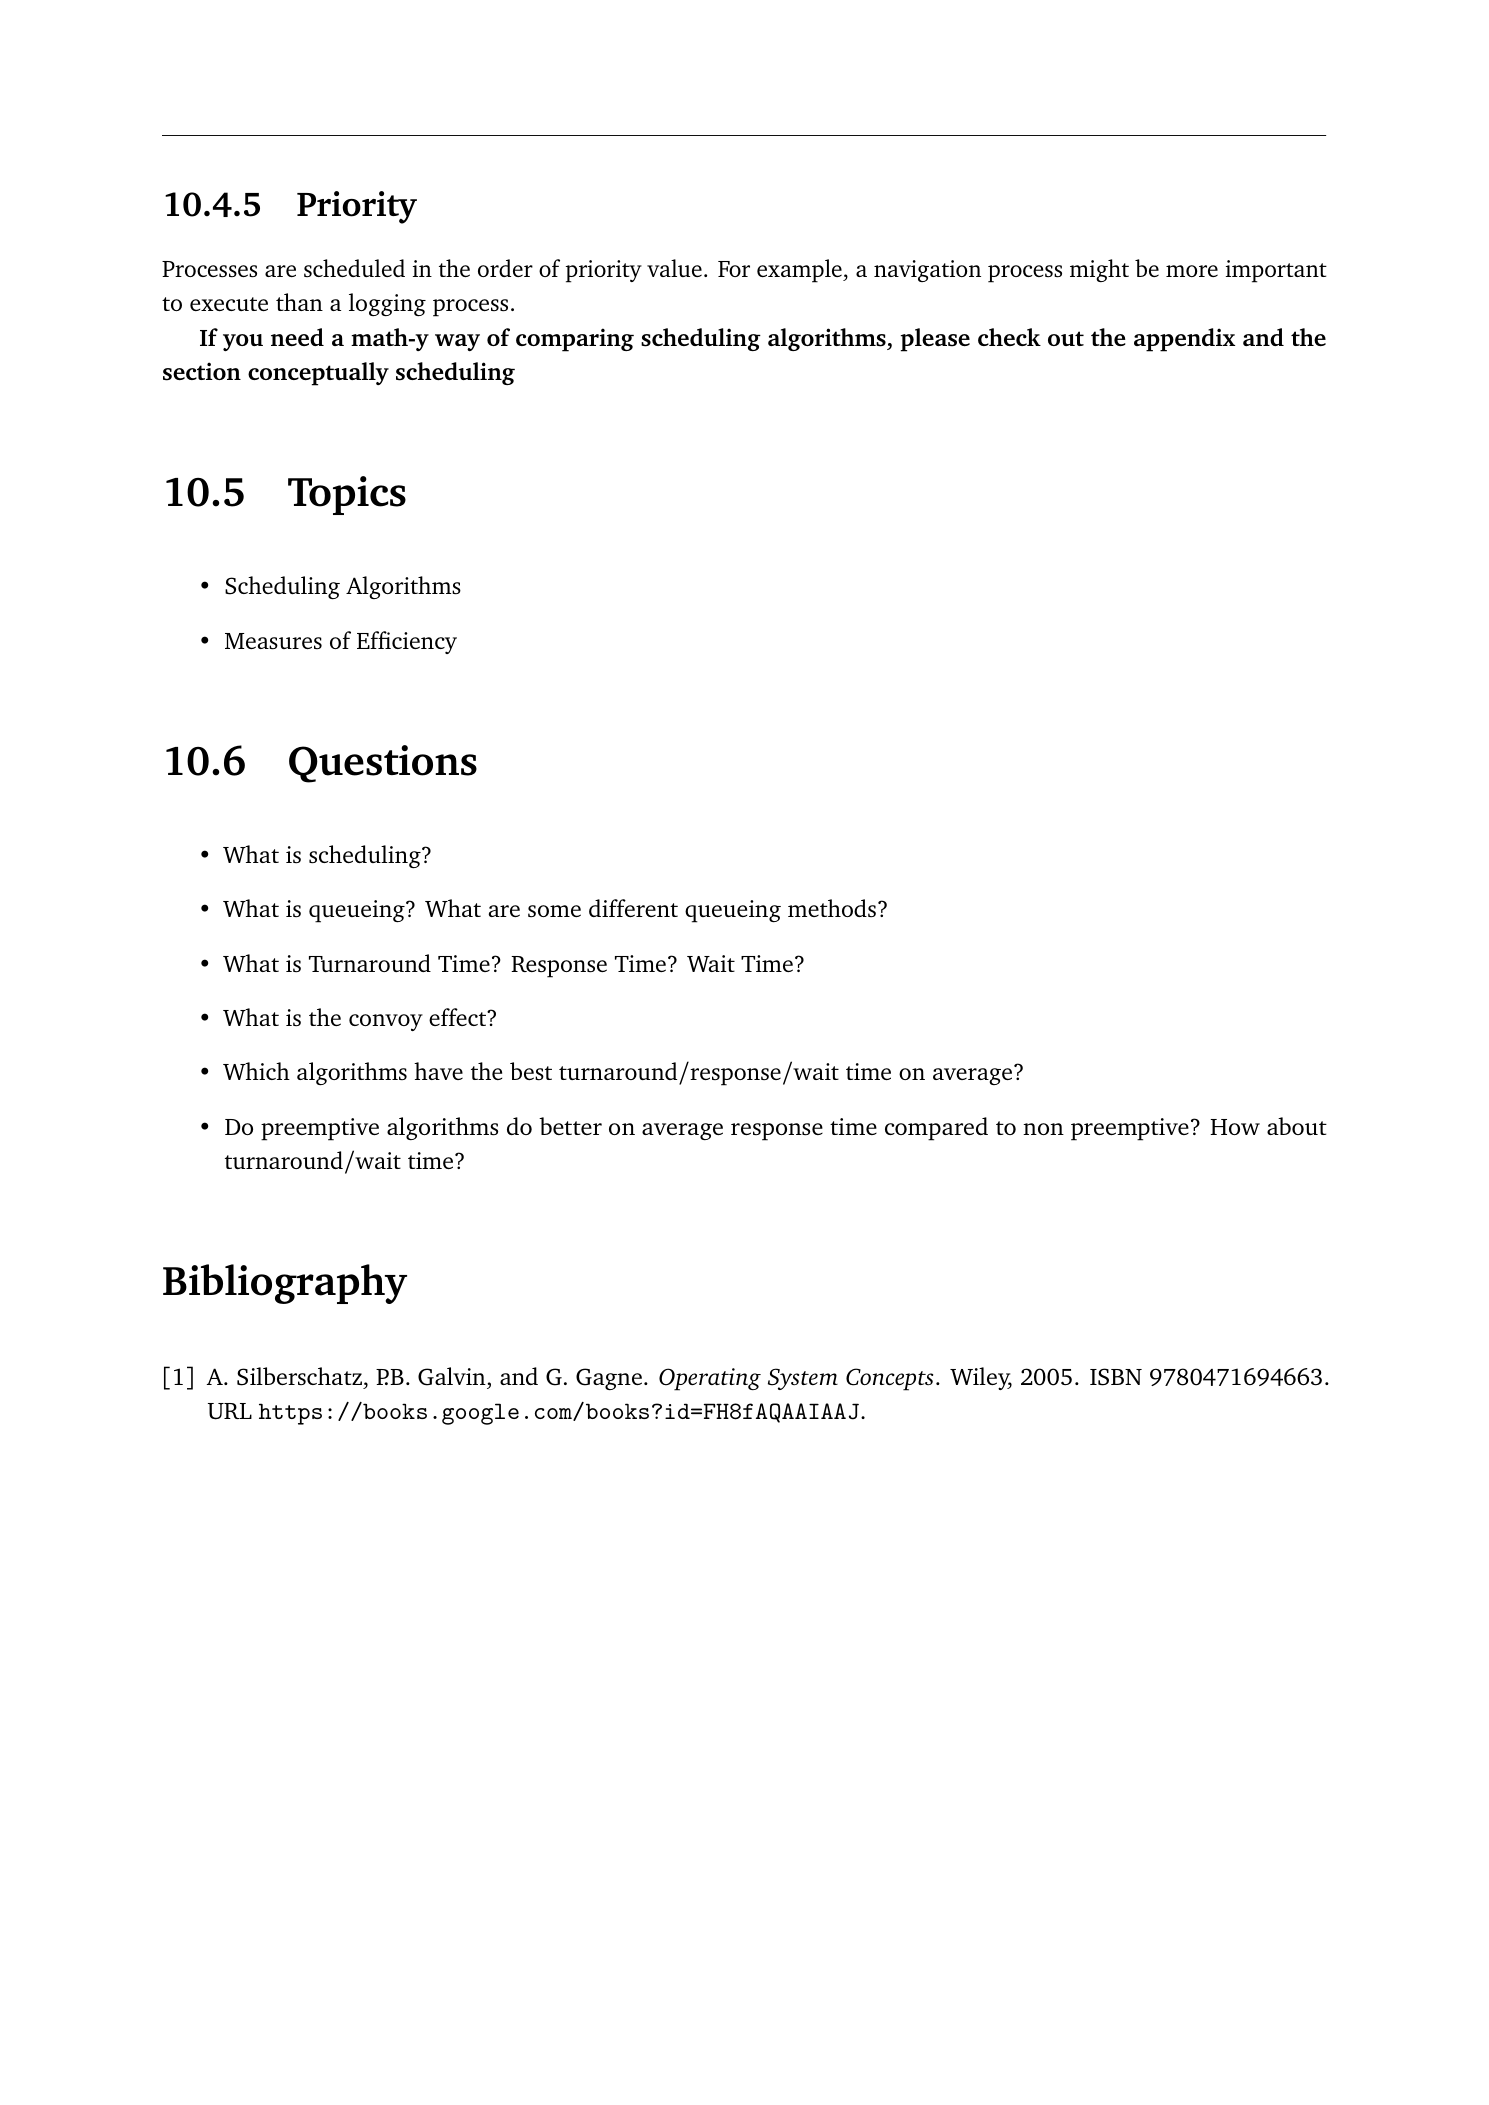 10.4.5 Priority
Processes are scheduled in the order of priority value. For example, a navigation process might be more important
to execute than a logging process.
If you need a math-y way of comparing scheduling algorithms, please check out the appendix and the
section conceptually scheduling
10.5 Topics
• Scheduling Algorithms
• Measures of Efficiency
10.6 Questions
• What is scheduling?
• What is queueing? What are some different queueing methods?
• What is Turnaround Time? Response Time? Wait Time?
• What is the convoy effect?
• Which algorithms have the best turnaround/response/wait time on average?
• Do preemptive algorithms do better on average response time compared to non preemptive? How about
turnaround/wait time?
Bibliography
[1] A. Silberschatz, P.B. Galvin, and G. Gagne. Operating System Concepts. Wiley, 2005. ISBN 9780471694663.
URL https://books.google.com/books?id=FH8fAQAAIAAJ.